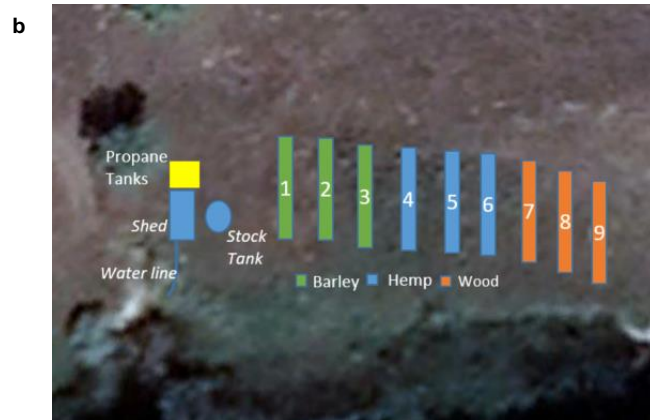 b
Propane
Tanks
Shed
Stock
Tank
Water line
1
2
3
4
5
6
7
8
9
Barley
Hemp
Wood